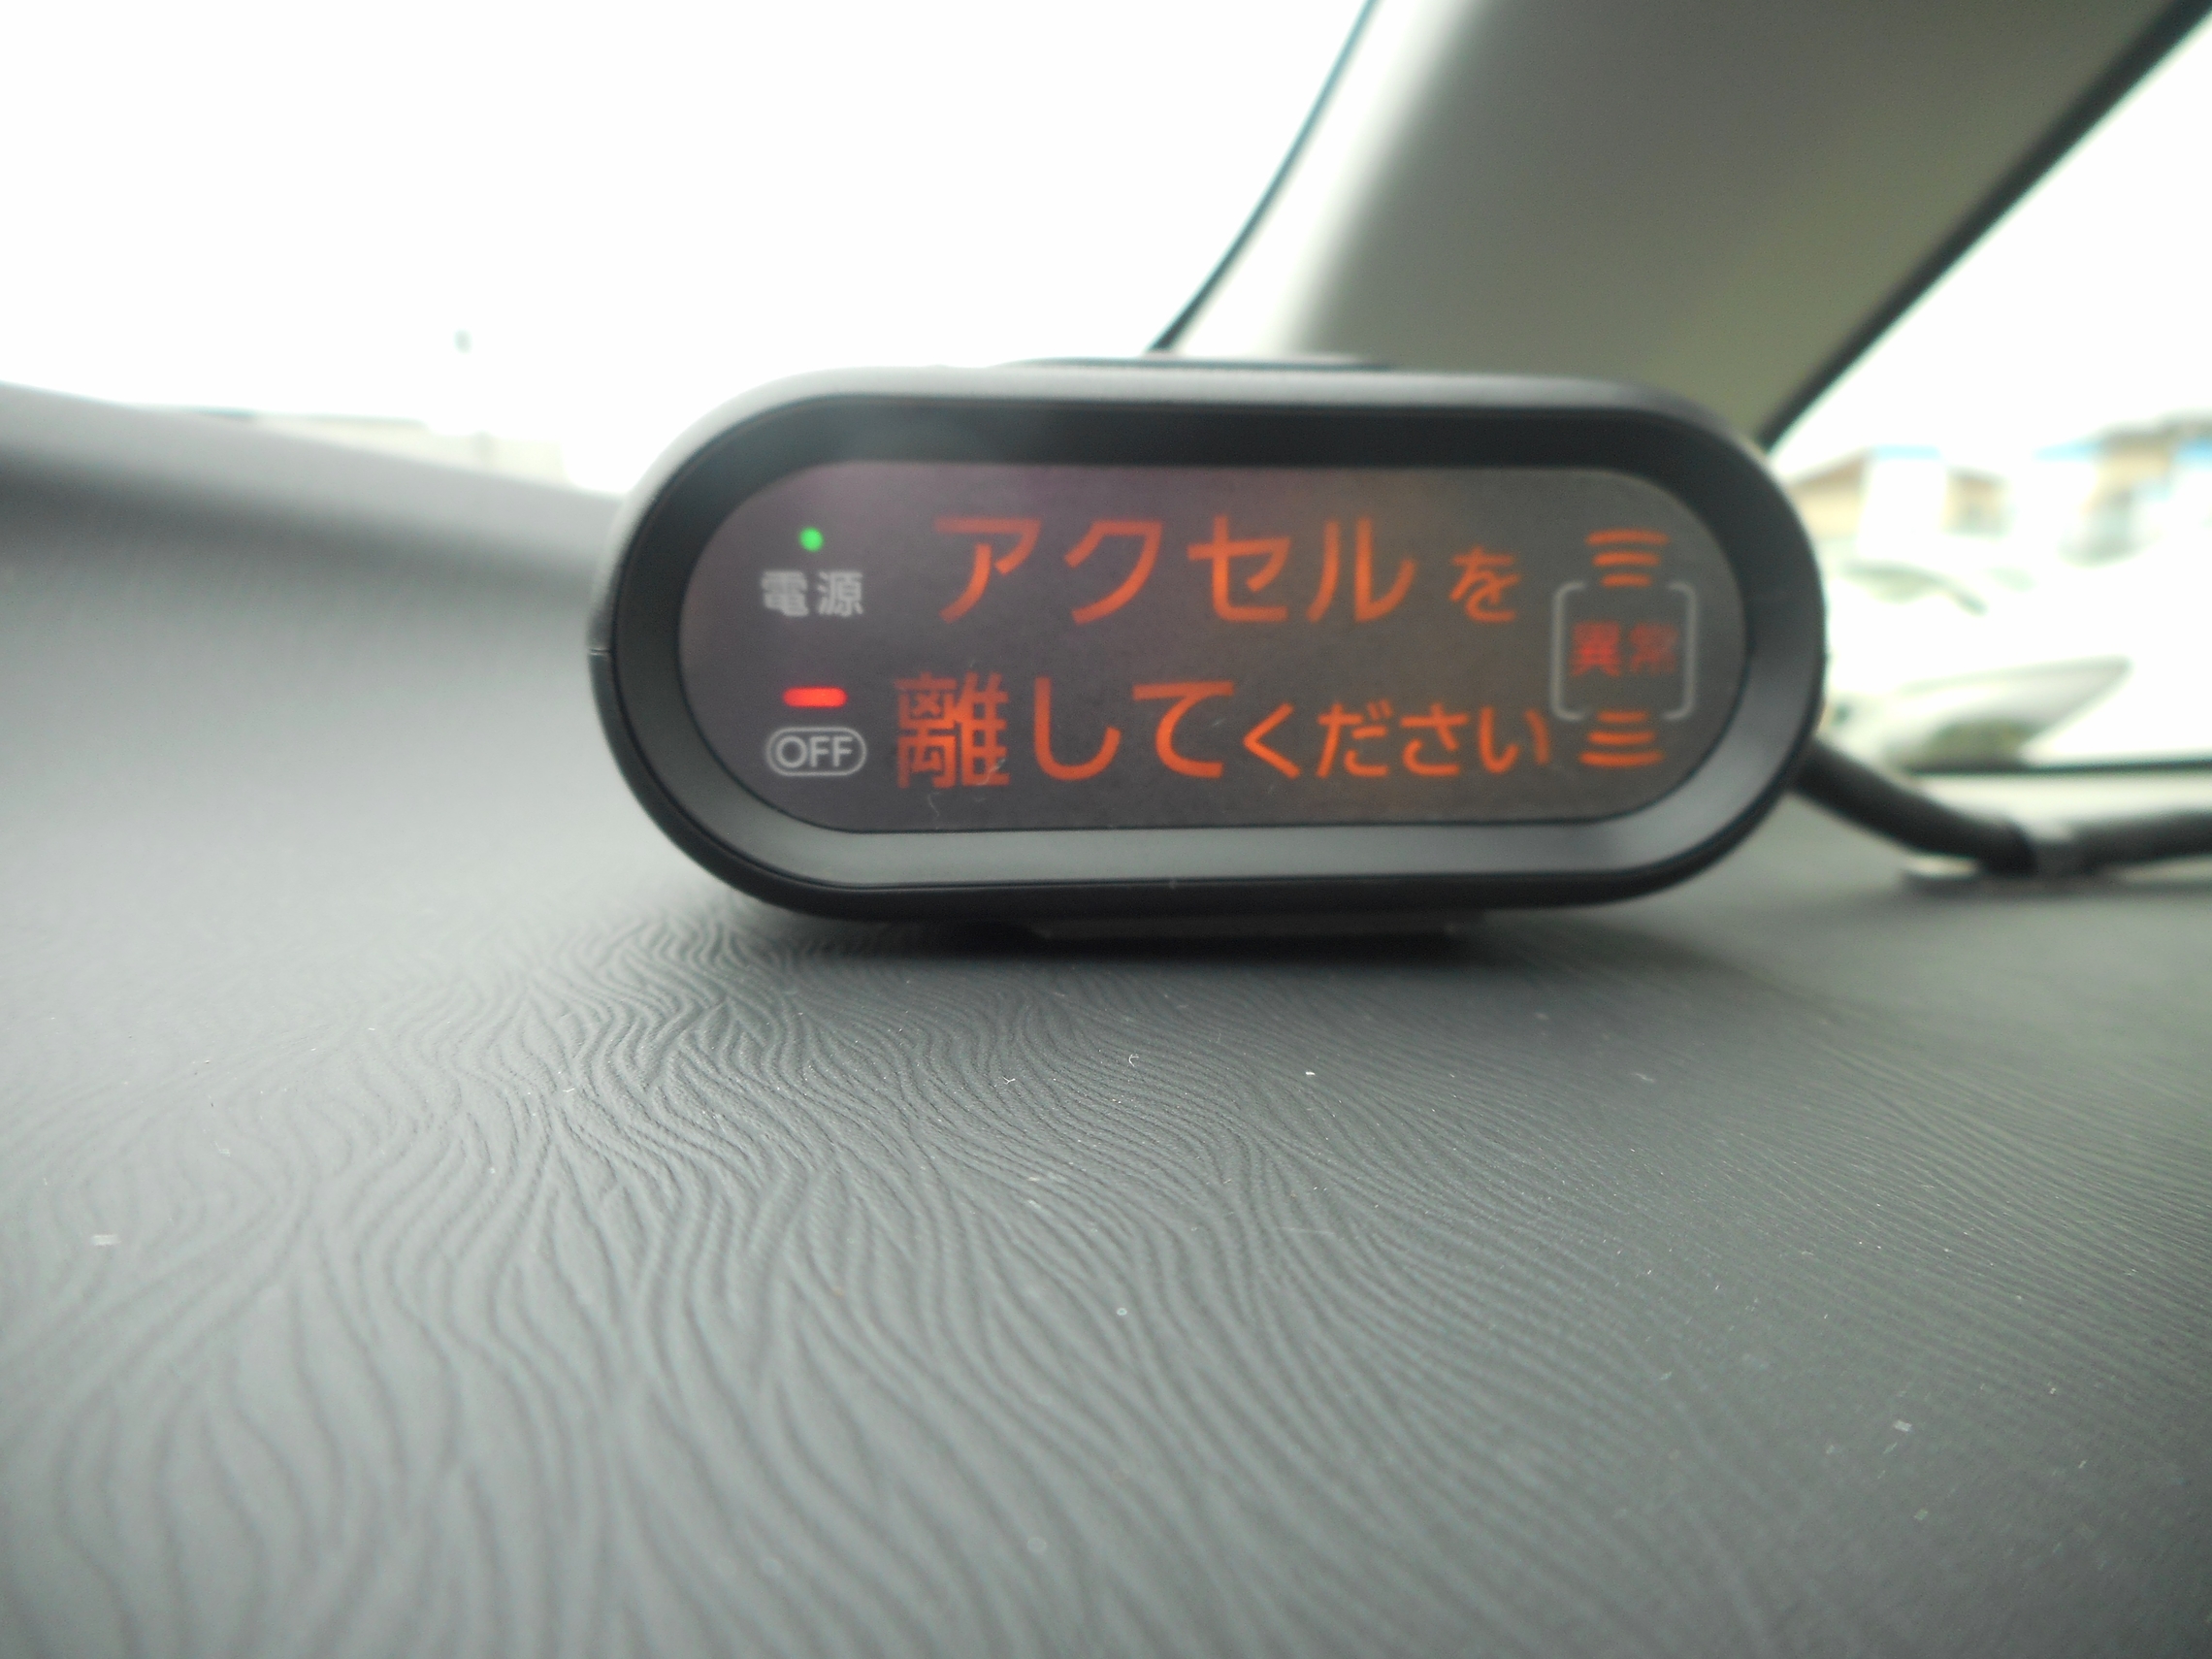 電源
アクセルを
離してください
OFF
異常